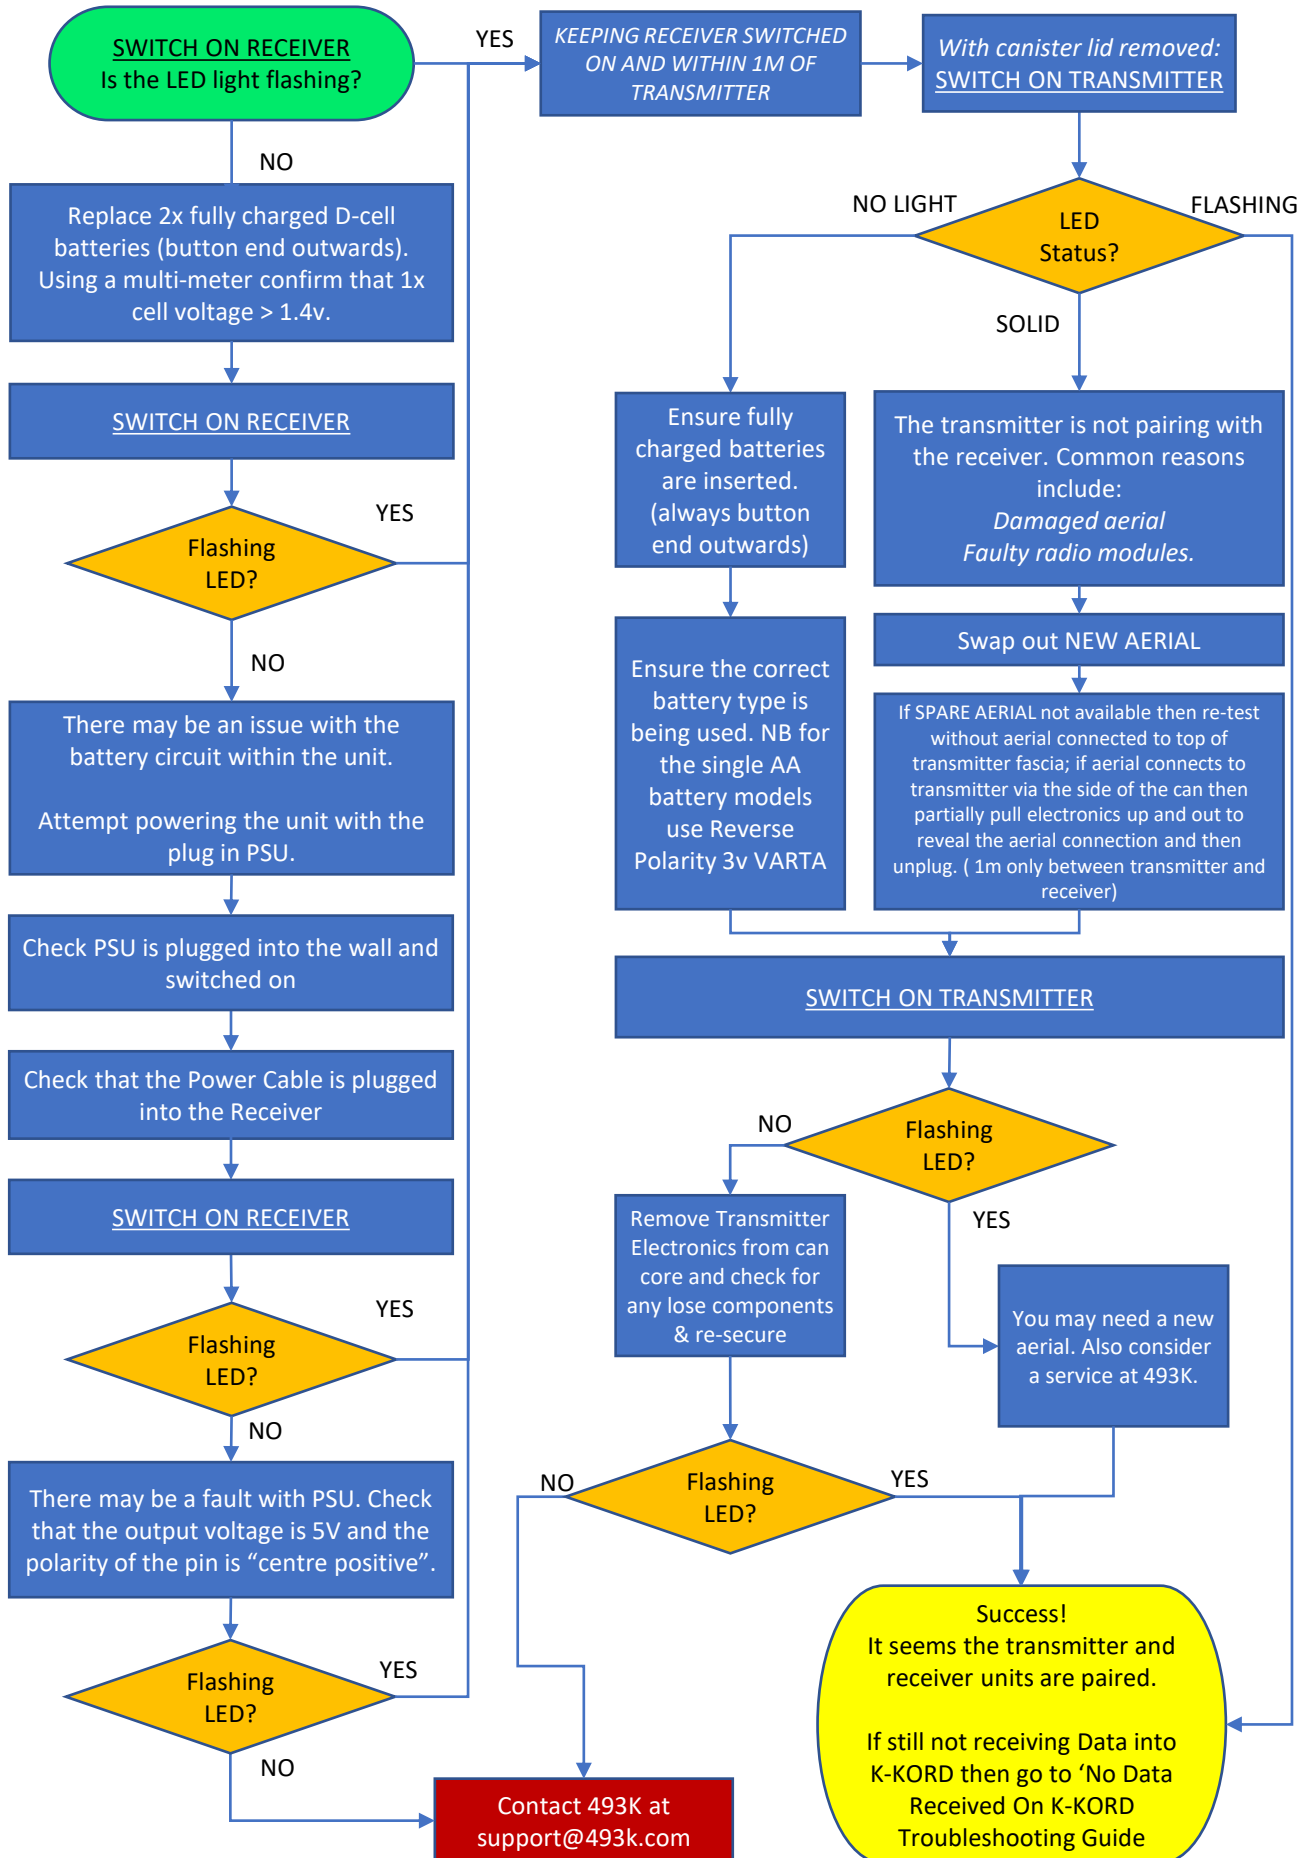 SWITCH ON RECEIVER
Is the LED light flashing?
YES
NO
Replace 2x fully charged D-cell
batteries (button end outwards).
Using a multi-meter confirm that 1x
cell voltage > 1.4v.
SWITCH ON RECEIVER
Flashing
LED?
YES
NO
There may be an issue with the
battery circuit within the unit.
Attempt powering the unit with the
plug in PSU.
Check PSU is plugged into the wall and
switched on
Check that the Power Cable is plugged
into the Receiver
SWITCH ON RECEIVER
Flashing
LED?
YES
NO
There may be a fault with PSU. Check
that the output voltage is 5V and the
polarity of the pin is “centre positive”.
Flashing
LED?
YES
NO
KEEPING RECEIVER SWITCHED
ON AND WITHIN 1M OF
TRANSMITTER
With canister lid removed:
SWITCH ON TRANSMITTER
LED
Status?
NO LIGHT
FLASHING
SOLID
Ensure fully
charged batteries
are inserted.
(always button
end outwards)
Ensure the correct
battery type is
being used. NB for
the single AA
battery models
use Reverse
Polarity 3v VARTA
The transmitter is not pairing with
the receiver. Common reasons
include:
Damaged aerial
Faulty radio modules.
Swap out NEW AERIAL
If SPARE AERIAL not available then re-test
without aerial connected to top of
transmitter fascia; if aerial connects to
transmitter via the side of the can then
partially pull electronics up and out to
reveal the aerial connection and then
unplug. ( 1m only between transmitter and
receiver)
SWITCH ON TRANSMITTER
Flashing
LED?
NO
YES
Remove Transmitter
Electronics from can
core and check for
any lose components
& re-secure
You may need a new
aerial. Also consider
a service at 493K.
Flashing
LED?
NO
YES
Contact 493K at
support@493k.com
Success!
It seems the transmitter and
receiver units are paired.
If still not receiving Data into
K-KORD then go to ‘No Data
Received On K-KORD
Troubleshooting Guide